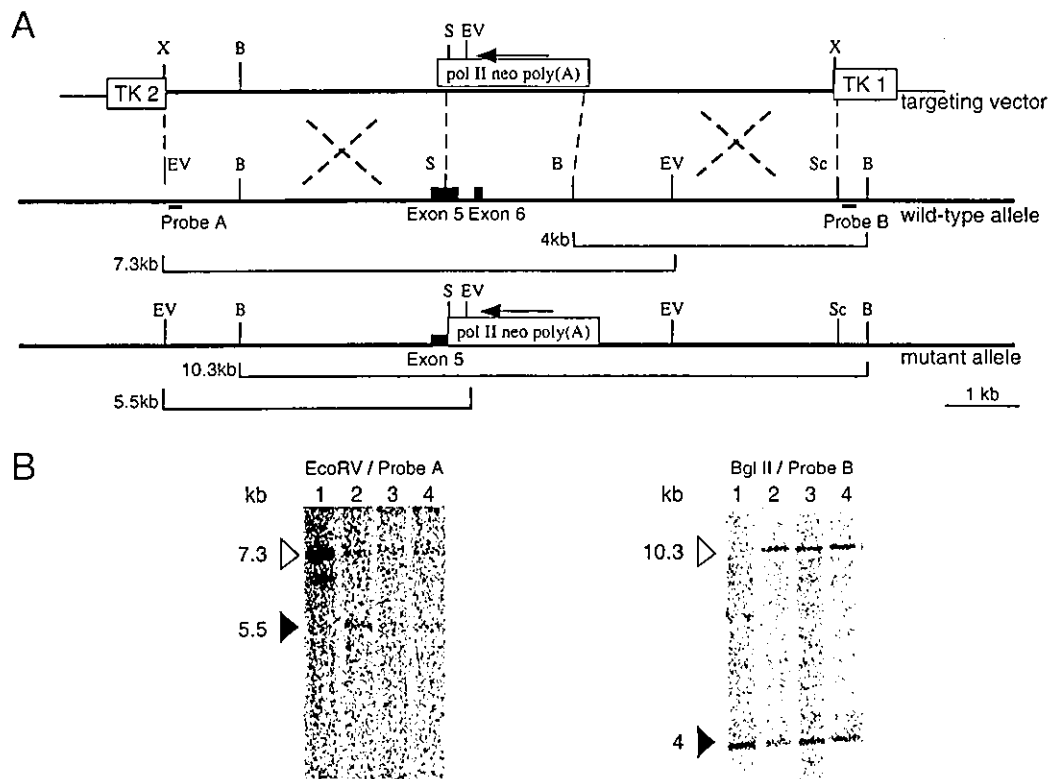 A
X B S EV X
TK 2 pol II neo poly(A) TK 1
targeting vector
EV B S B EV Sc B
Probe A Exon 5 Exon 6 Probe B wild-type allele
4kb
7.3kb
S EV
EV B pol II neo poly(A) EV Sc B
Exon 5 mutant allele
10.3kb
5.5kb 1 kb
B
EcoRV / Probe A
kb 1 2 3 4
7.3
5.5
Bgl II / Probe B
kb 1 2 3 4
10.3
4